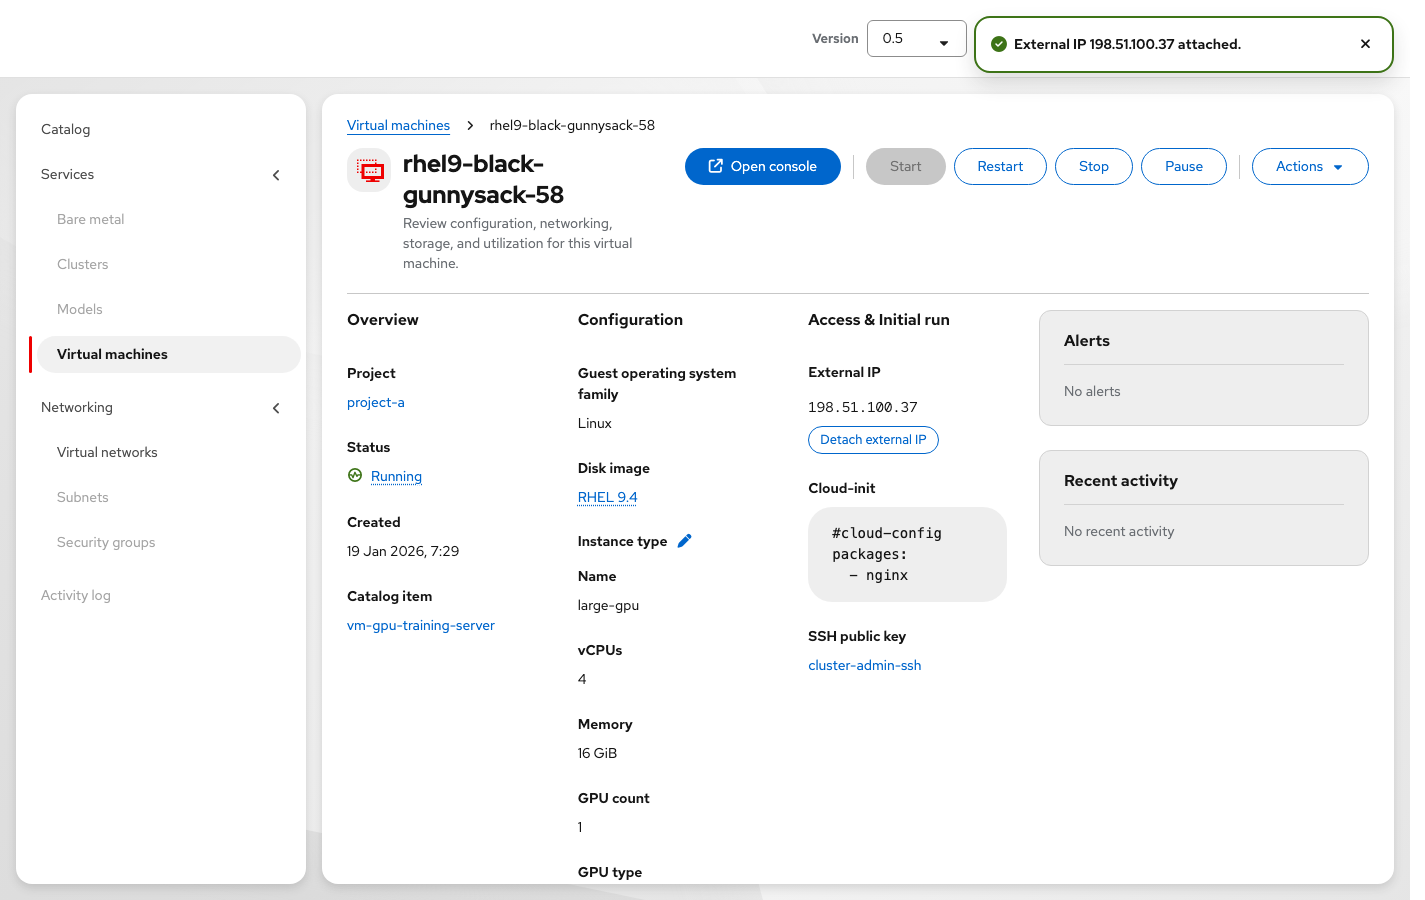 Version
0.5
External IP 198.51.100.37 attached.
Catalog
Services
Bare metal
Clusters
Models
Virtual machines
Networking
Virtual networks
Subnets
Security groups
Activity log
Virtual machines
rhel9-black-gunnysack-58
rhel9-black-
gunnysack-58
Review configuration, networking,
storage, and utilization for this virtual
machine.
Open console
Start
Restart
Stop
Pause
Actions
Overview
Project
project-a
Status
Running
Created
19 Jan 2026, 7:29
Catalog item
vm-gpu-training-server
Configuration
Guest operating system
family
Linux
Disk image
RHEL 9.4
Instance type
Name
large-gpu
vCPUs
4
Memory
16 GiB
GPU count
1
GPU type
Access & Initial run
External IP
198.51.100.37
Detach external IP
Cloud-init
#cloud-config
packages:
  - nginx
SSH public key
cluster-admin-ssh
Alerts
No alerts
Recent activity
No recent activity